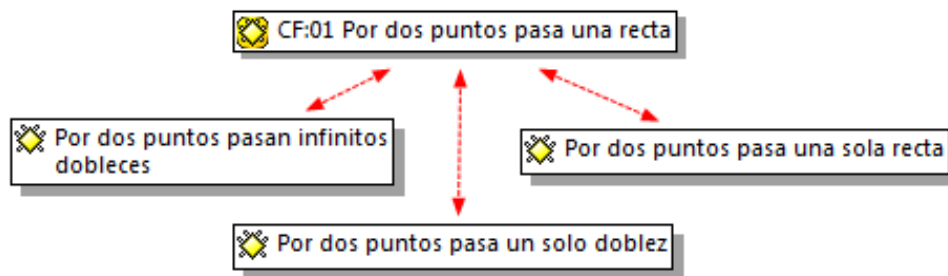 CF:01 Por dos puntos pasa una recta
Por dos puntos pasan infinitos
dobleces
Por dos puntos pasa una sola recta
Por dos puntos pasa un solo doblez